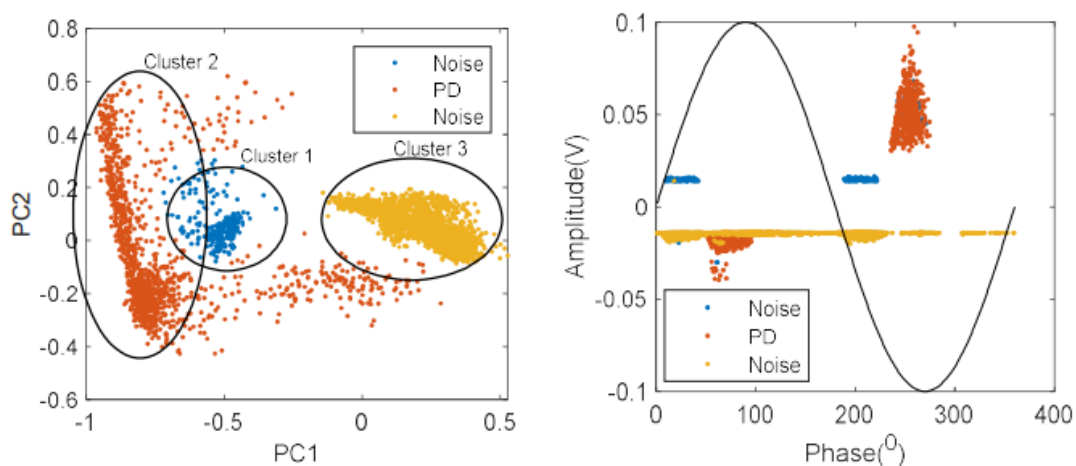 0.8
0.6
0.4
0.2
0
-0.2
-0.4
-0.6
PC2
-1
-0.5
0
0.5
PC1
Cluster 2
Cluster 1
Cluster 3
Noise
PD
Noise
0.1
0.05
0
-0.05
-0.1
Amplitude(V)
0
100
200
300
400
Phase(⁰)
Noise
PD
Noise